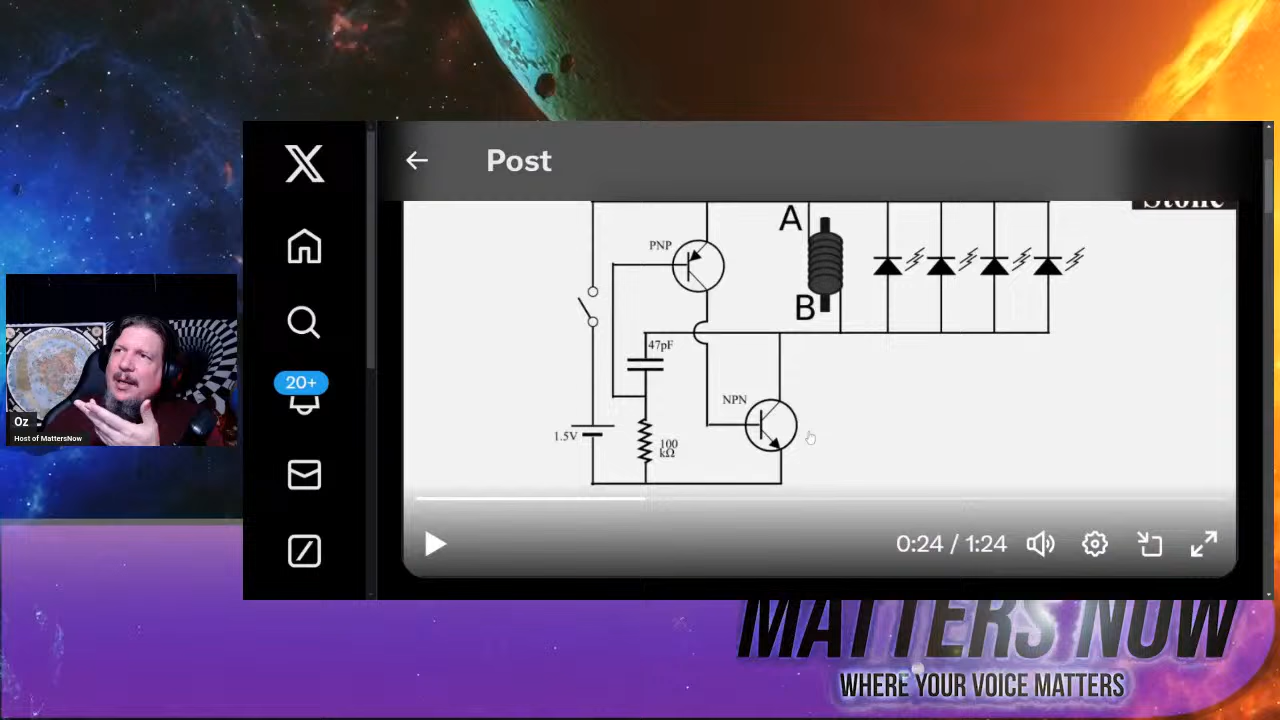 Post
Stone
A
PNP
B
47pF
20+
NPN
Oz
Host of MattersNow
1.5V
100
kΩ
0:24 / 1:24
MATTERS NOW
WHERE YOUR VOICE MATTERS